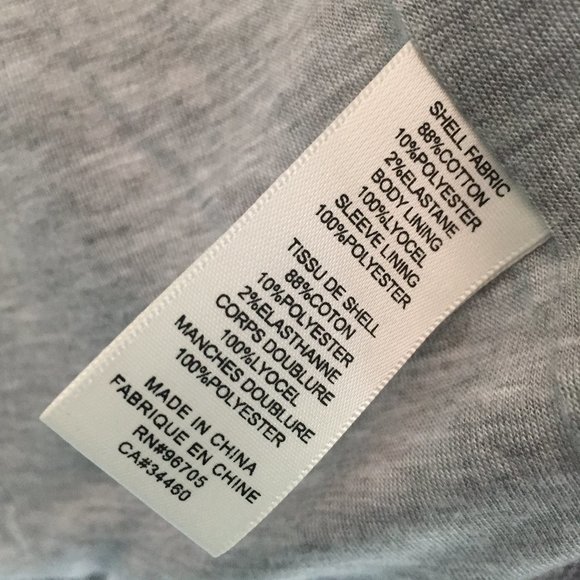 SHELL FABRIC
88%COTTON
10%POLYESTER
2%ELASTANE
BODY LINING
100%LYOCEL
SLEEVE LINING
100%POLYESTER
TISSU DE SHELL
88%COTON
10%POLYESTER
2%ELASTHANNE
CORPS DOUBLURE
100%LYOCEL
MANCHES DOUBLURE
100%POLYESTER
MADE IN CHINA
FABRIQUE EN CHINE
RN#96705
CA#34460